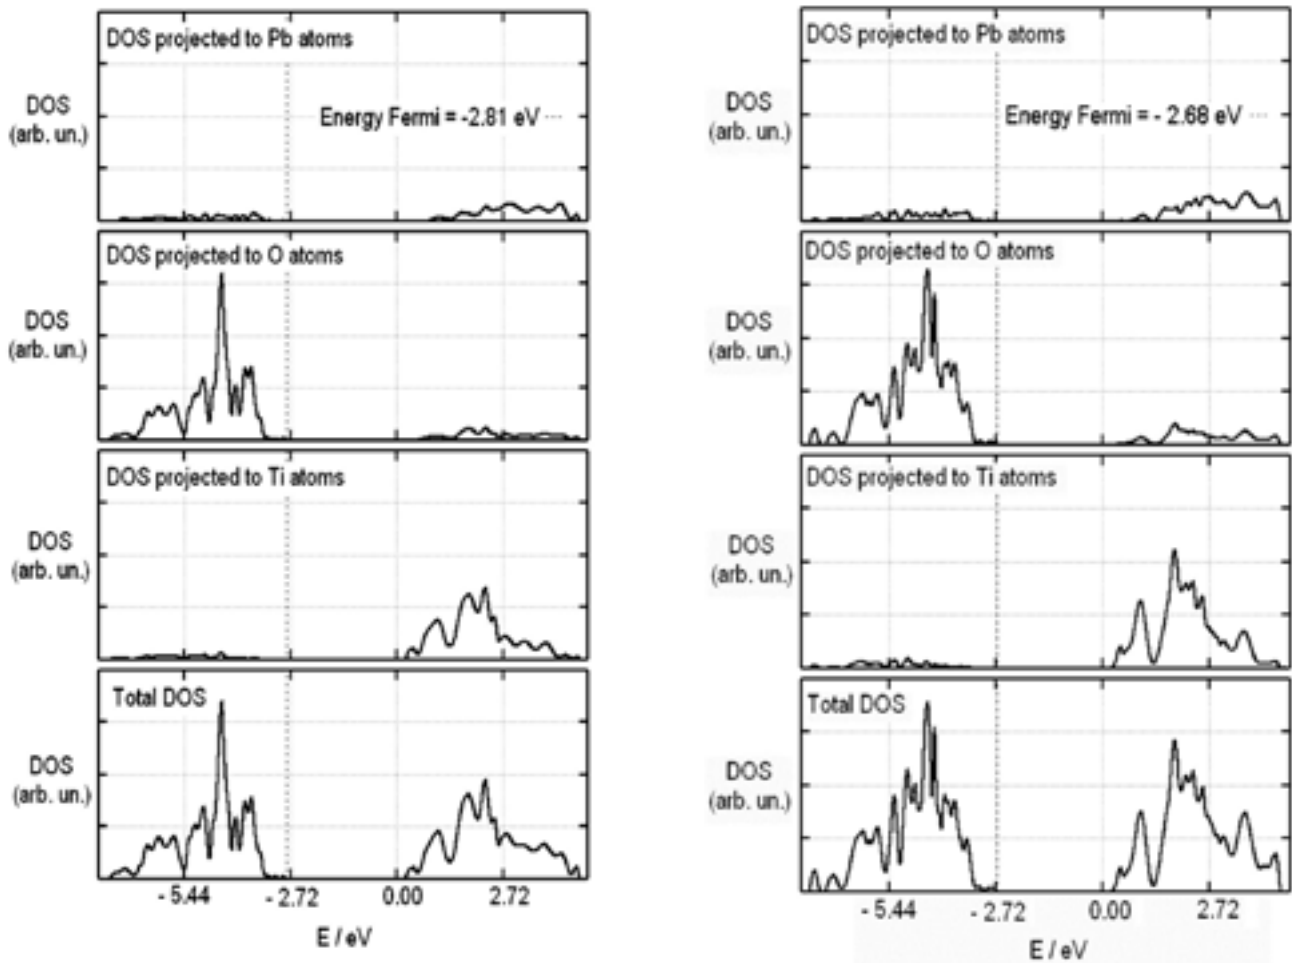 DOS projected to Pb atoms
DOS
(arb. un.)
Energy Fermi = -2.81 eV
DOS projected to O atoms
DOS
(arb. un.)
DOS projected to Ti atoms
DOS
(arb. un.)
Total DOS
DOS
(arb. un.)
- 5.44 - 2.72 0.00 2.72
E / eV
DOS projected to Pb atoms
DOS
(arb. un.)
Energy Fermi = - 2.68 eV
DOS projected to O atoms
DOS
(arb. un.)
DOS projected to Ti atoms
DOS
(arb. un.)
Total DOS
DOS
(arb. un.)
- 5.44 - 2.72 0.00 2.72
E / eV